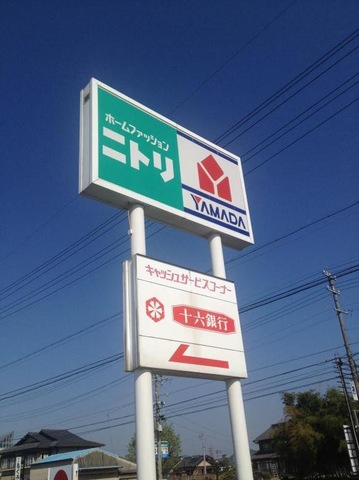 ホームファッション
ニトリ
YAMADA
キャッシュサービスコーナー
十六銀行